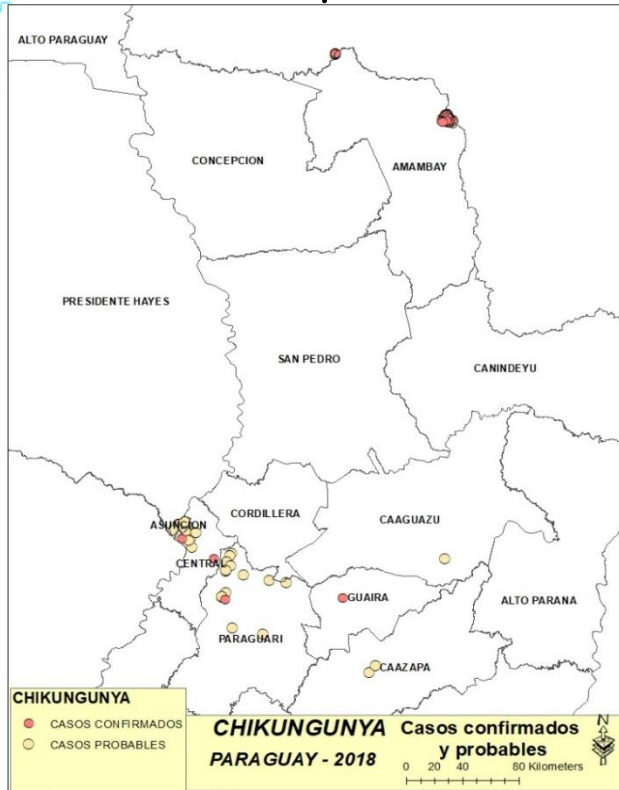 ALTO PARAGUAY
CONCEPCION
AMAMBAY
PRESIDENTE HAYES
SAN PEDRO
CANINDEYU
CORDILLERA
ASUNCION
CAAGUAZU
CENTRAL
GUAIRA
ALTO PARANA
PARAGUARI
CAAZAPA
CHIKUNGUNYA
CASOS CONFIRMADOS
CASOS PROBABLES
CHIKUNGUNYA
PARAGUAY - 2018
Casos confirmados
y probables
0 20 40 80 Kilometers
N